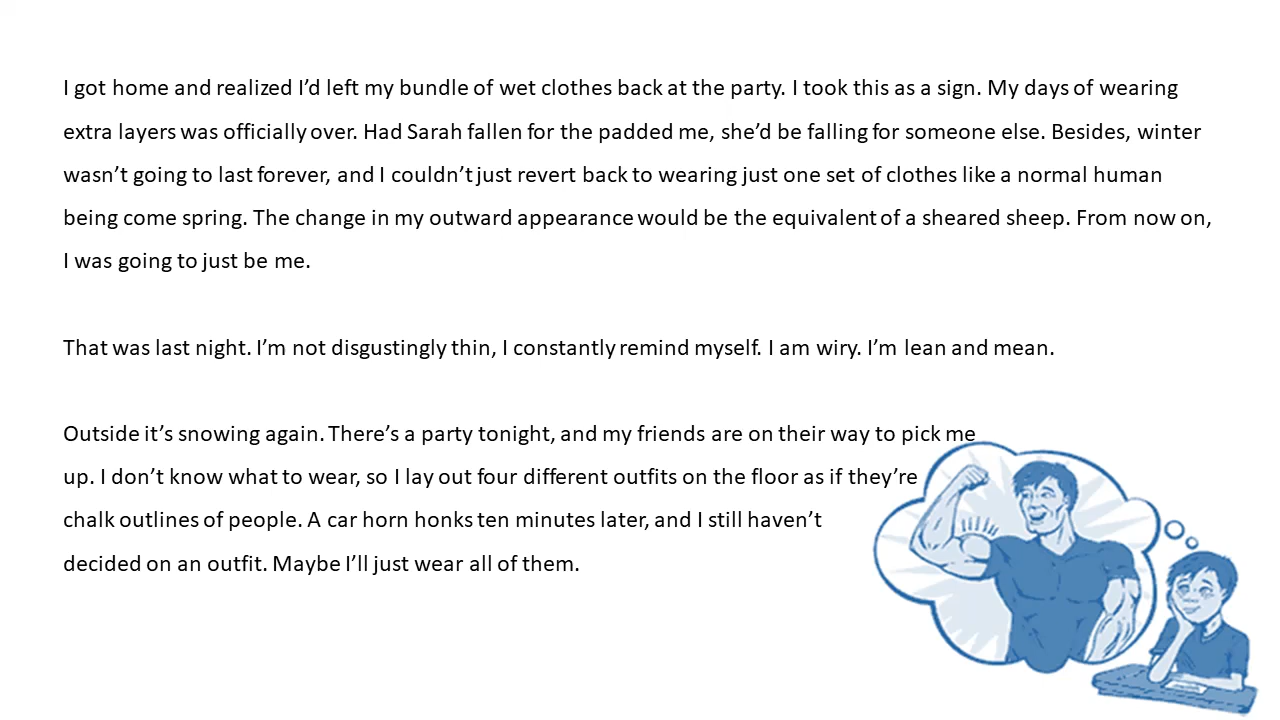 I got home and realized I’d left my bundle of wet clothes back at the party. I took this as a sign. My days of wearing
extra layers was officially over. Had Sarah fallen for the padded me, she’d be falling for someone else. Besides, winter
wasn’t going to last forever, and I couldn’t just revert back to wearing just one set of clothes like a normal human
being come spring. The change in my outward appearance would be the equivalent of a sheared sheep. From now on,
I was going to just be me.
That was last night. I’m not disgustingly thin, I constantly remind myself. I am wiry. I’m lean and mean.
Outside it’s snowing again. There’s a party tonight, and my friends are on their way to pick me
up. I don’t know what to wear, so I lay out four different outfits on the floor as if they’re
chalk outlines of people. A car horn honks ten minutes later, and I still haven’t
decided on an outfit. Maybe I’ll just wear all of them.